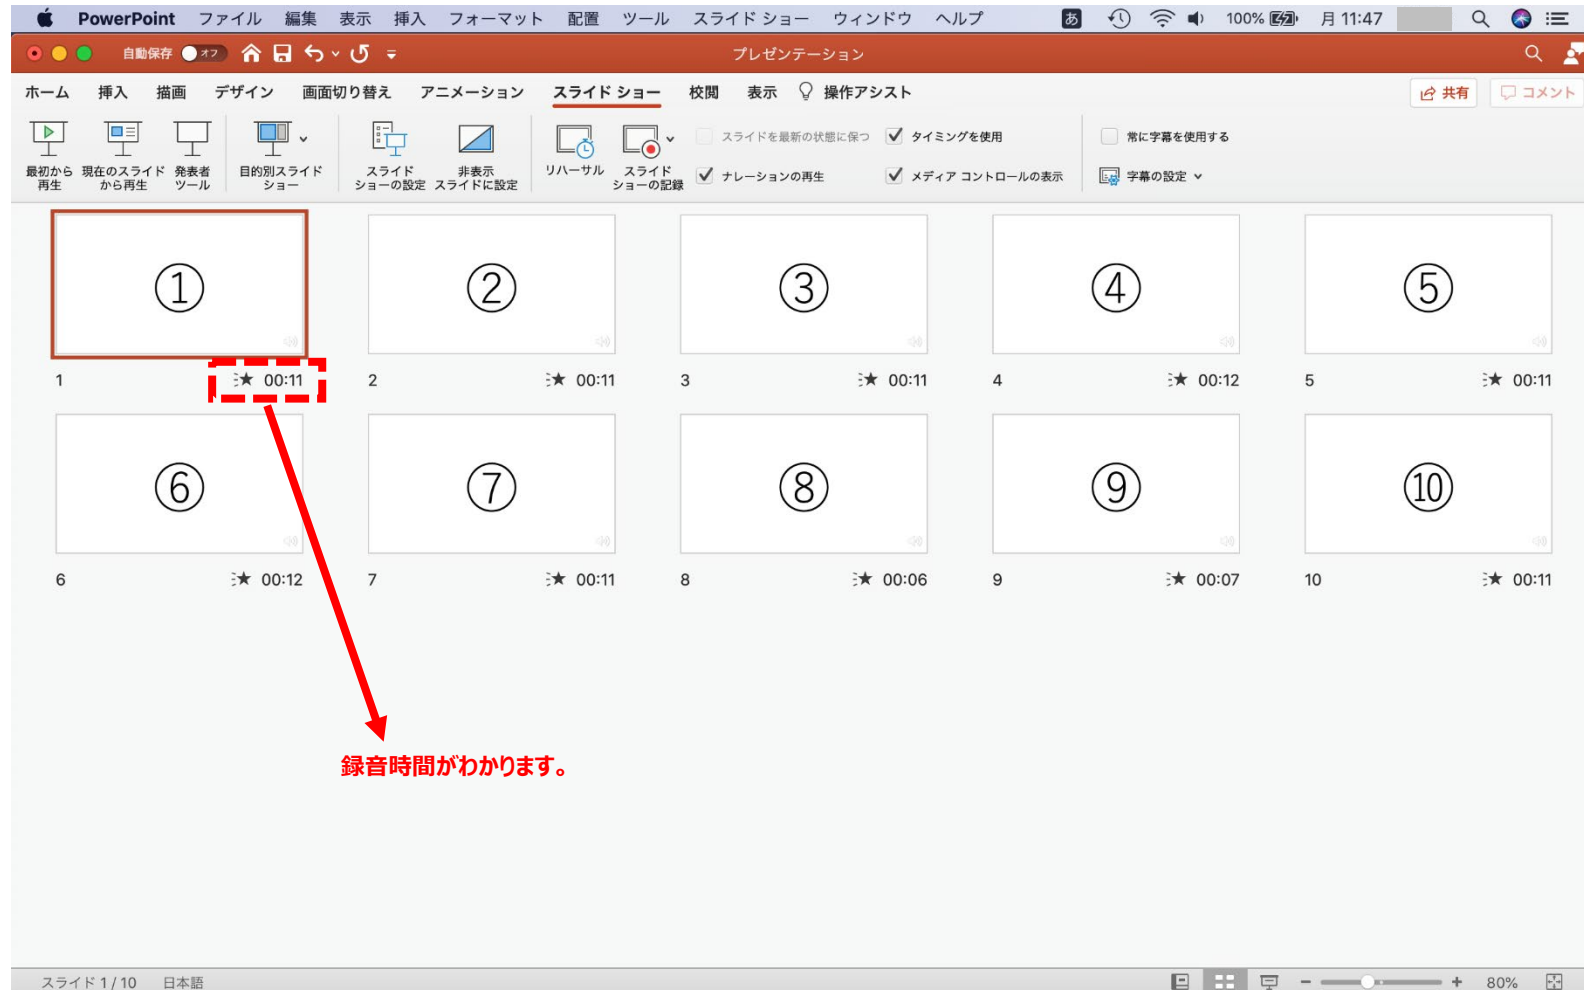 PowerPoint ファイル 編集 表示 挿入 フォーマット 配置 ツール スライド ショー ウィンドウ ヘルプ あ 100% 月 11:47
自動保存 オフ プレゼンテーション
ホーム 挿入 描画 デザイン 画面切り替え アニメーション スライド ショー 校閲 表示 操作アシスト 共有 コメント
最初から
再生
現在のスライド
から再生
発表者
ツール
目的別スライド
ショー
スライド
ショーの設定
非表示
スライドに設定
リハーサル
スライド
ショーの記録
スライドを最新の状態に保つ
タイミングを使用
常に字幕を使用する
ナレーションの再生
メディア コントロールの表示
字幕の設定
① ② ③ ④ ⑤
1 00:11 2 00:11 3 00:11 4 00:12 5 00:11
⑥ ⑦ ⑧ ⑨ ⑩
6 00:12 7 00:11 8 00:06 9 00:07 10 00:11
録音時間がわかります。
スライド 1 / 10 日本語 80%